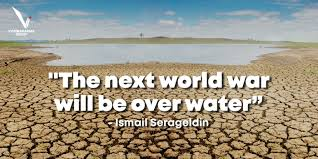 "The next world war
will be over water”
- Ismail Serageldin